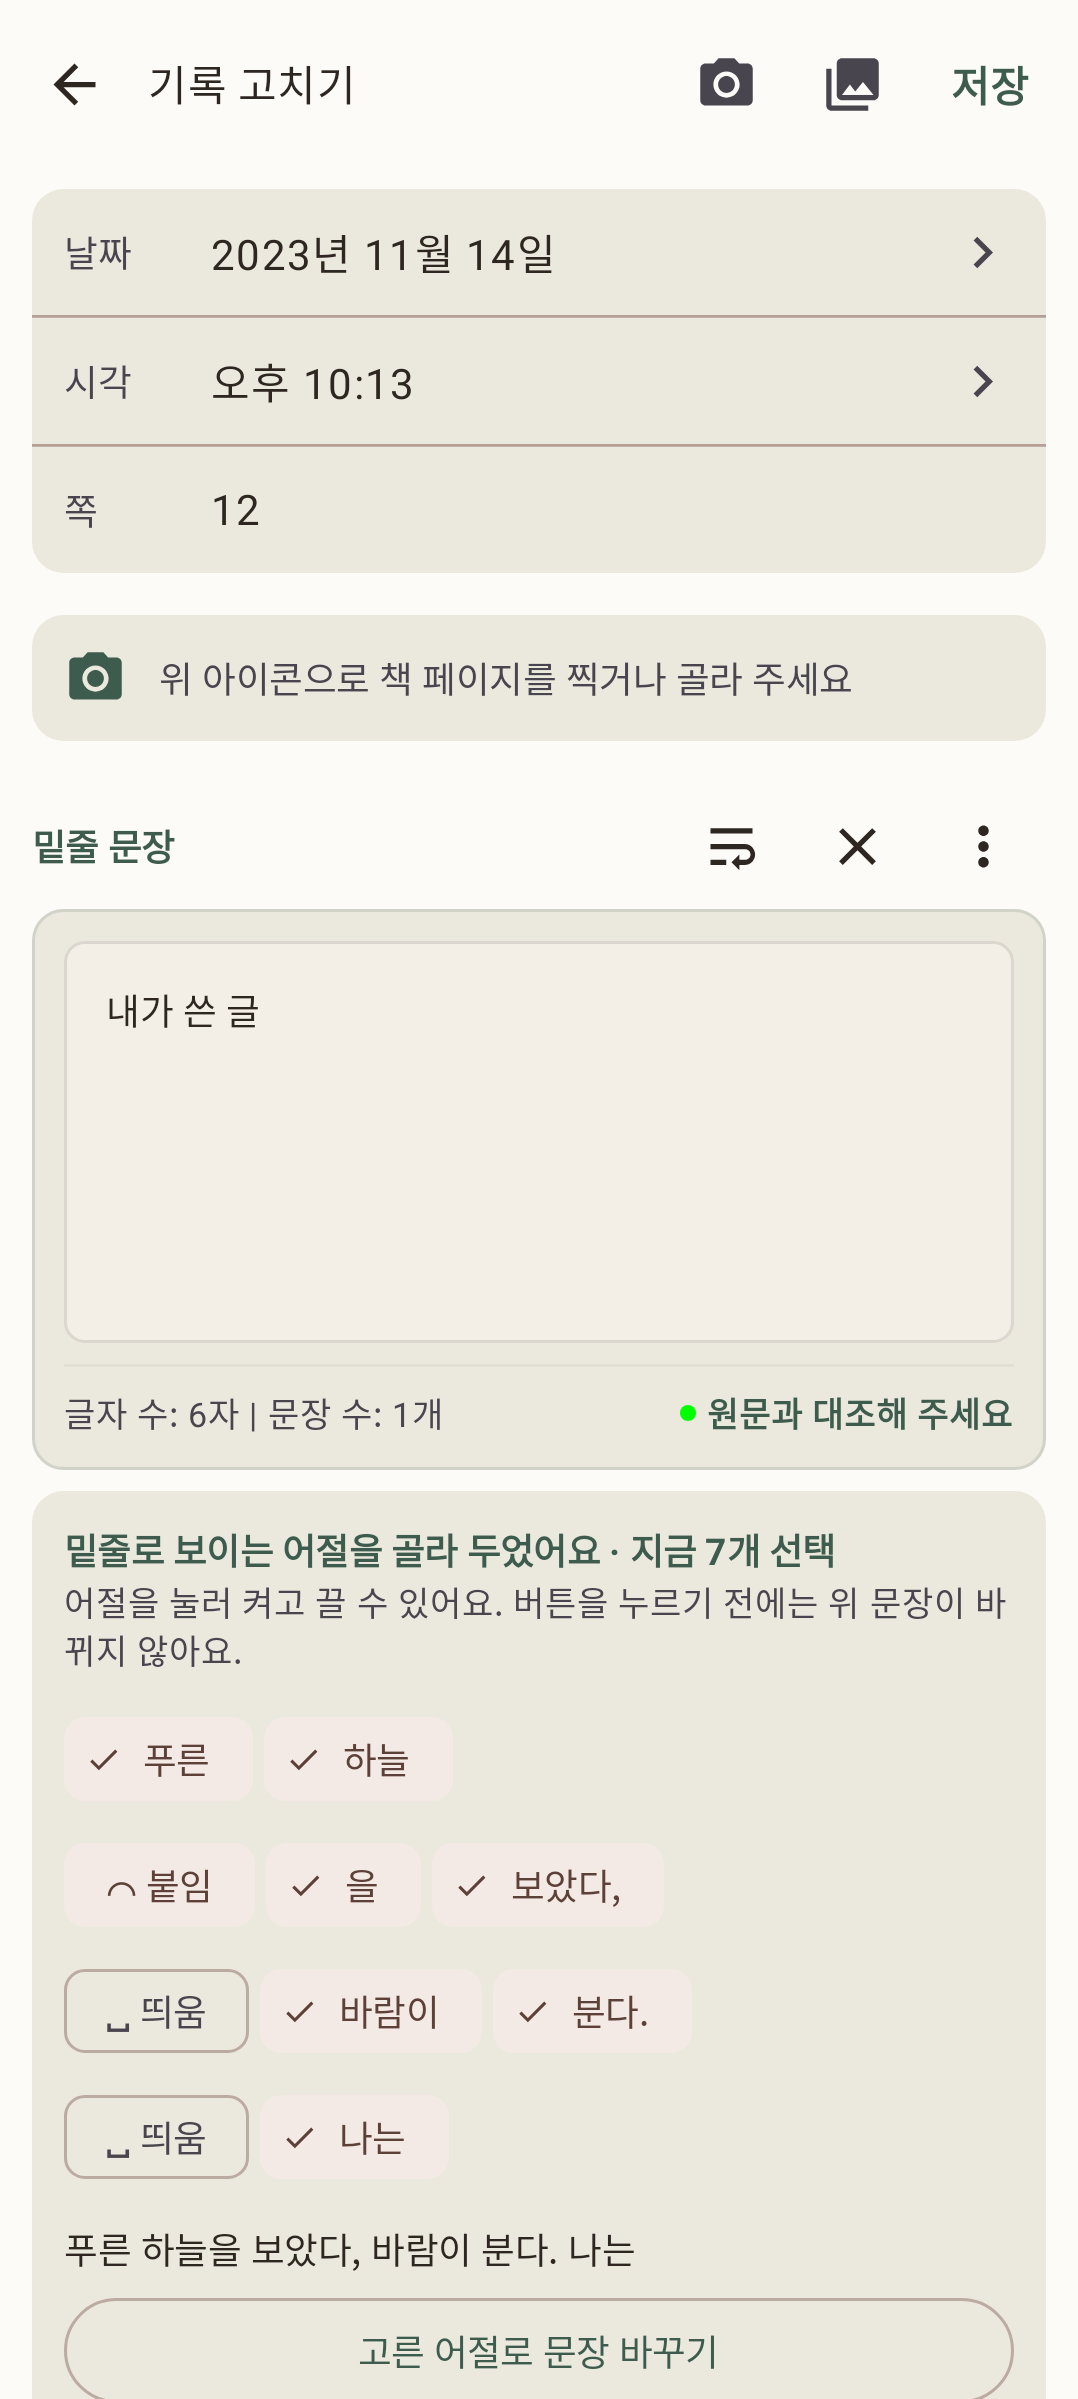 기록 고치기
저장
날짜 2023년 11월 14일
시각 오후 10:13
쪽 12
위 아이콘으로 책 페이지를 찍거나 골라 주세요
밑줄 문장
내가 쓴 글
글자 수: 6자 | 문장 수: 1개
원문과 대조해 주세요
밑줄로 보이는 어절을 골라 두었어요 · 지금 7개 선택
어절을 눌러 켜고 끌 수 있어요. 버튼을 누르기 전에는 위 문장이 바
뀌지 않아요.
푸른 하늘
⌒ 붙임 을 보았다,
␣ 띄움 바람이 분다.
␣ 띄움 나는
푸른 하늘을 보았다, 바람이 분다. 나는
고른 어절로 문장 바꾸기